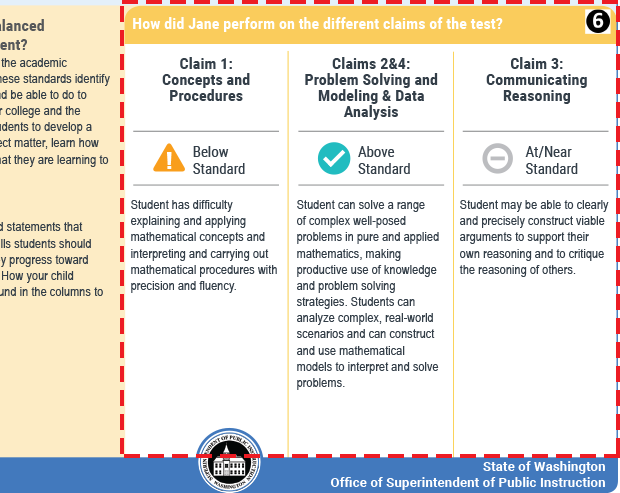 alanced
ent?
the academic
hese standards identify
nd be able to do to
r college and the
udents to develop a
ect matter, learn how
hat they are learning to
d statements that
lls students should
y progress toward
How your child
und in the columns to
How did Jane perform on the different claims of the test?
6
Claim 1:
Concepts and
Procedures
Below
Standard
Student has difficulty
explaining and applying
mathematical concepts and
interpreting and carrying out
mathematical procedures with
precision and fluency.
Claims 2&4:
Problem Solving and
Modeling & Data
Analysis
Above
Standard
Student can solve a range
of complex well-posed
problems in pure and applied
mathematics, making
productive use of knowledge
and problem solving
strategies. Students can
analyze complex, real-world
scenarios and can construct
and use mathematical
models to interpret and solve
problems.
Claim 3:
Communicating
Reasoning
At/Near
Standard
Student may be able to clearly
and precisely construct viable
arguments to support their
own reasoning and to critique
the reasoning of others.
State of Washington
Office of Superintendent of Public Instruction